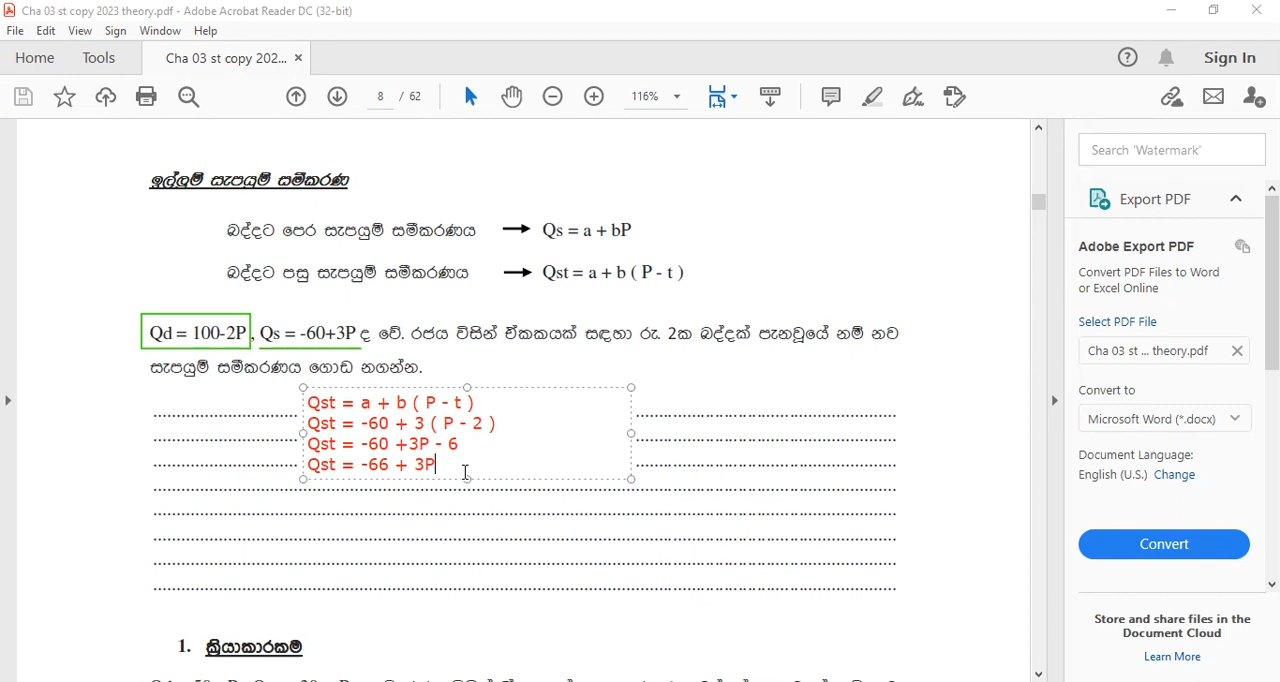 Cha 03 st copy 2023 theory.pdf - Adobe Acrobat Reader DC (32-bit)
File Edit View Sign Window Help
Home Tools Cha 03 st copy 202... × Sign In
8 / 62 116%
ඉල්ලුම් සැපයුම් සමීකරණ
බද්දට පෙර සැපයුම් සමීකරණය → Qs = a + bP
බද්දට පසු සැපයුම් සමීකරණය → Qst = a + b ( P - t )
Qd = 100-2P, Qs = -60+3P ද වේ. රජය විසින් ඒකකයක් සඳහා රු. 2ක බද්දක් පැනවූයේ නම් නව
සැපයුම් සමීකරණය ගොඩ නගන්න.
Qst = a + b ( P - t )
Qst = -60 + 3 ( P - 2 )
Qst = -60 +3P - 6
Qst = -66 + 3P
1. ක්‍රියාකාරකම
Search 'Watermark'
Export PDF
Adobe Export PDF
Convert PDF Files to Word
or Excel Online
Select PDF File
Cha 03 st ... theory.pdf
Convert to
Microsoft Word (*.docx)
Document Language:
English (U.S.) Change
Convert
Store and share files in the
Document Cloud
Learn More